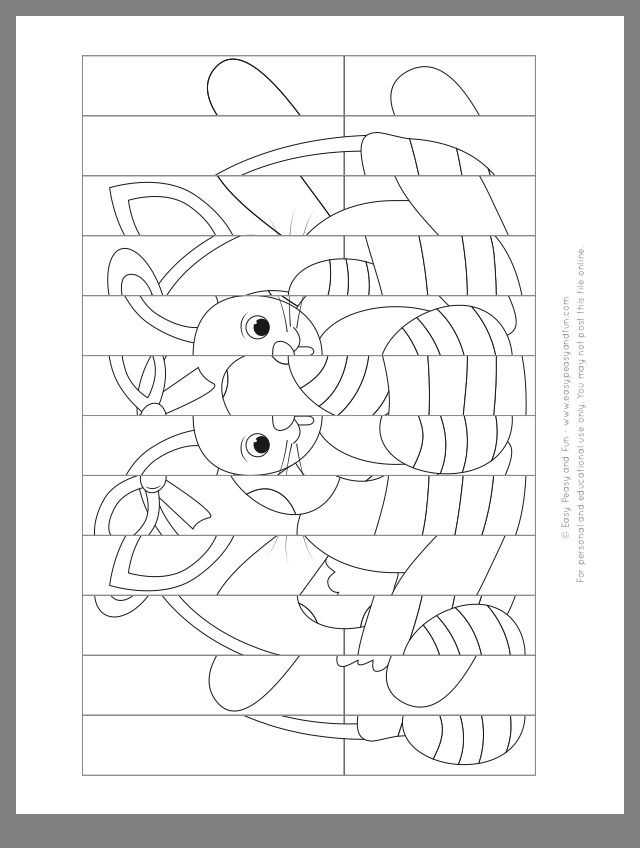 © Easy Peasy and Fun - www.easypeasyandfun.com
For personal and educational use only. You may not post this file online.